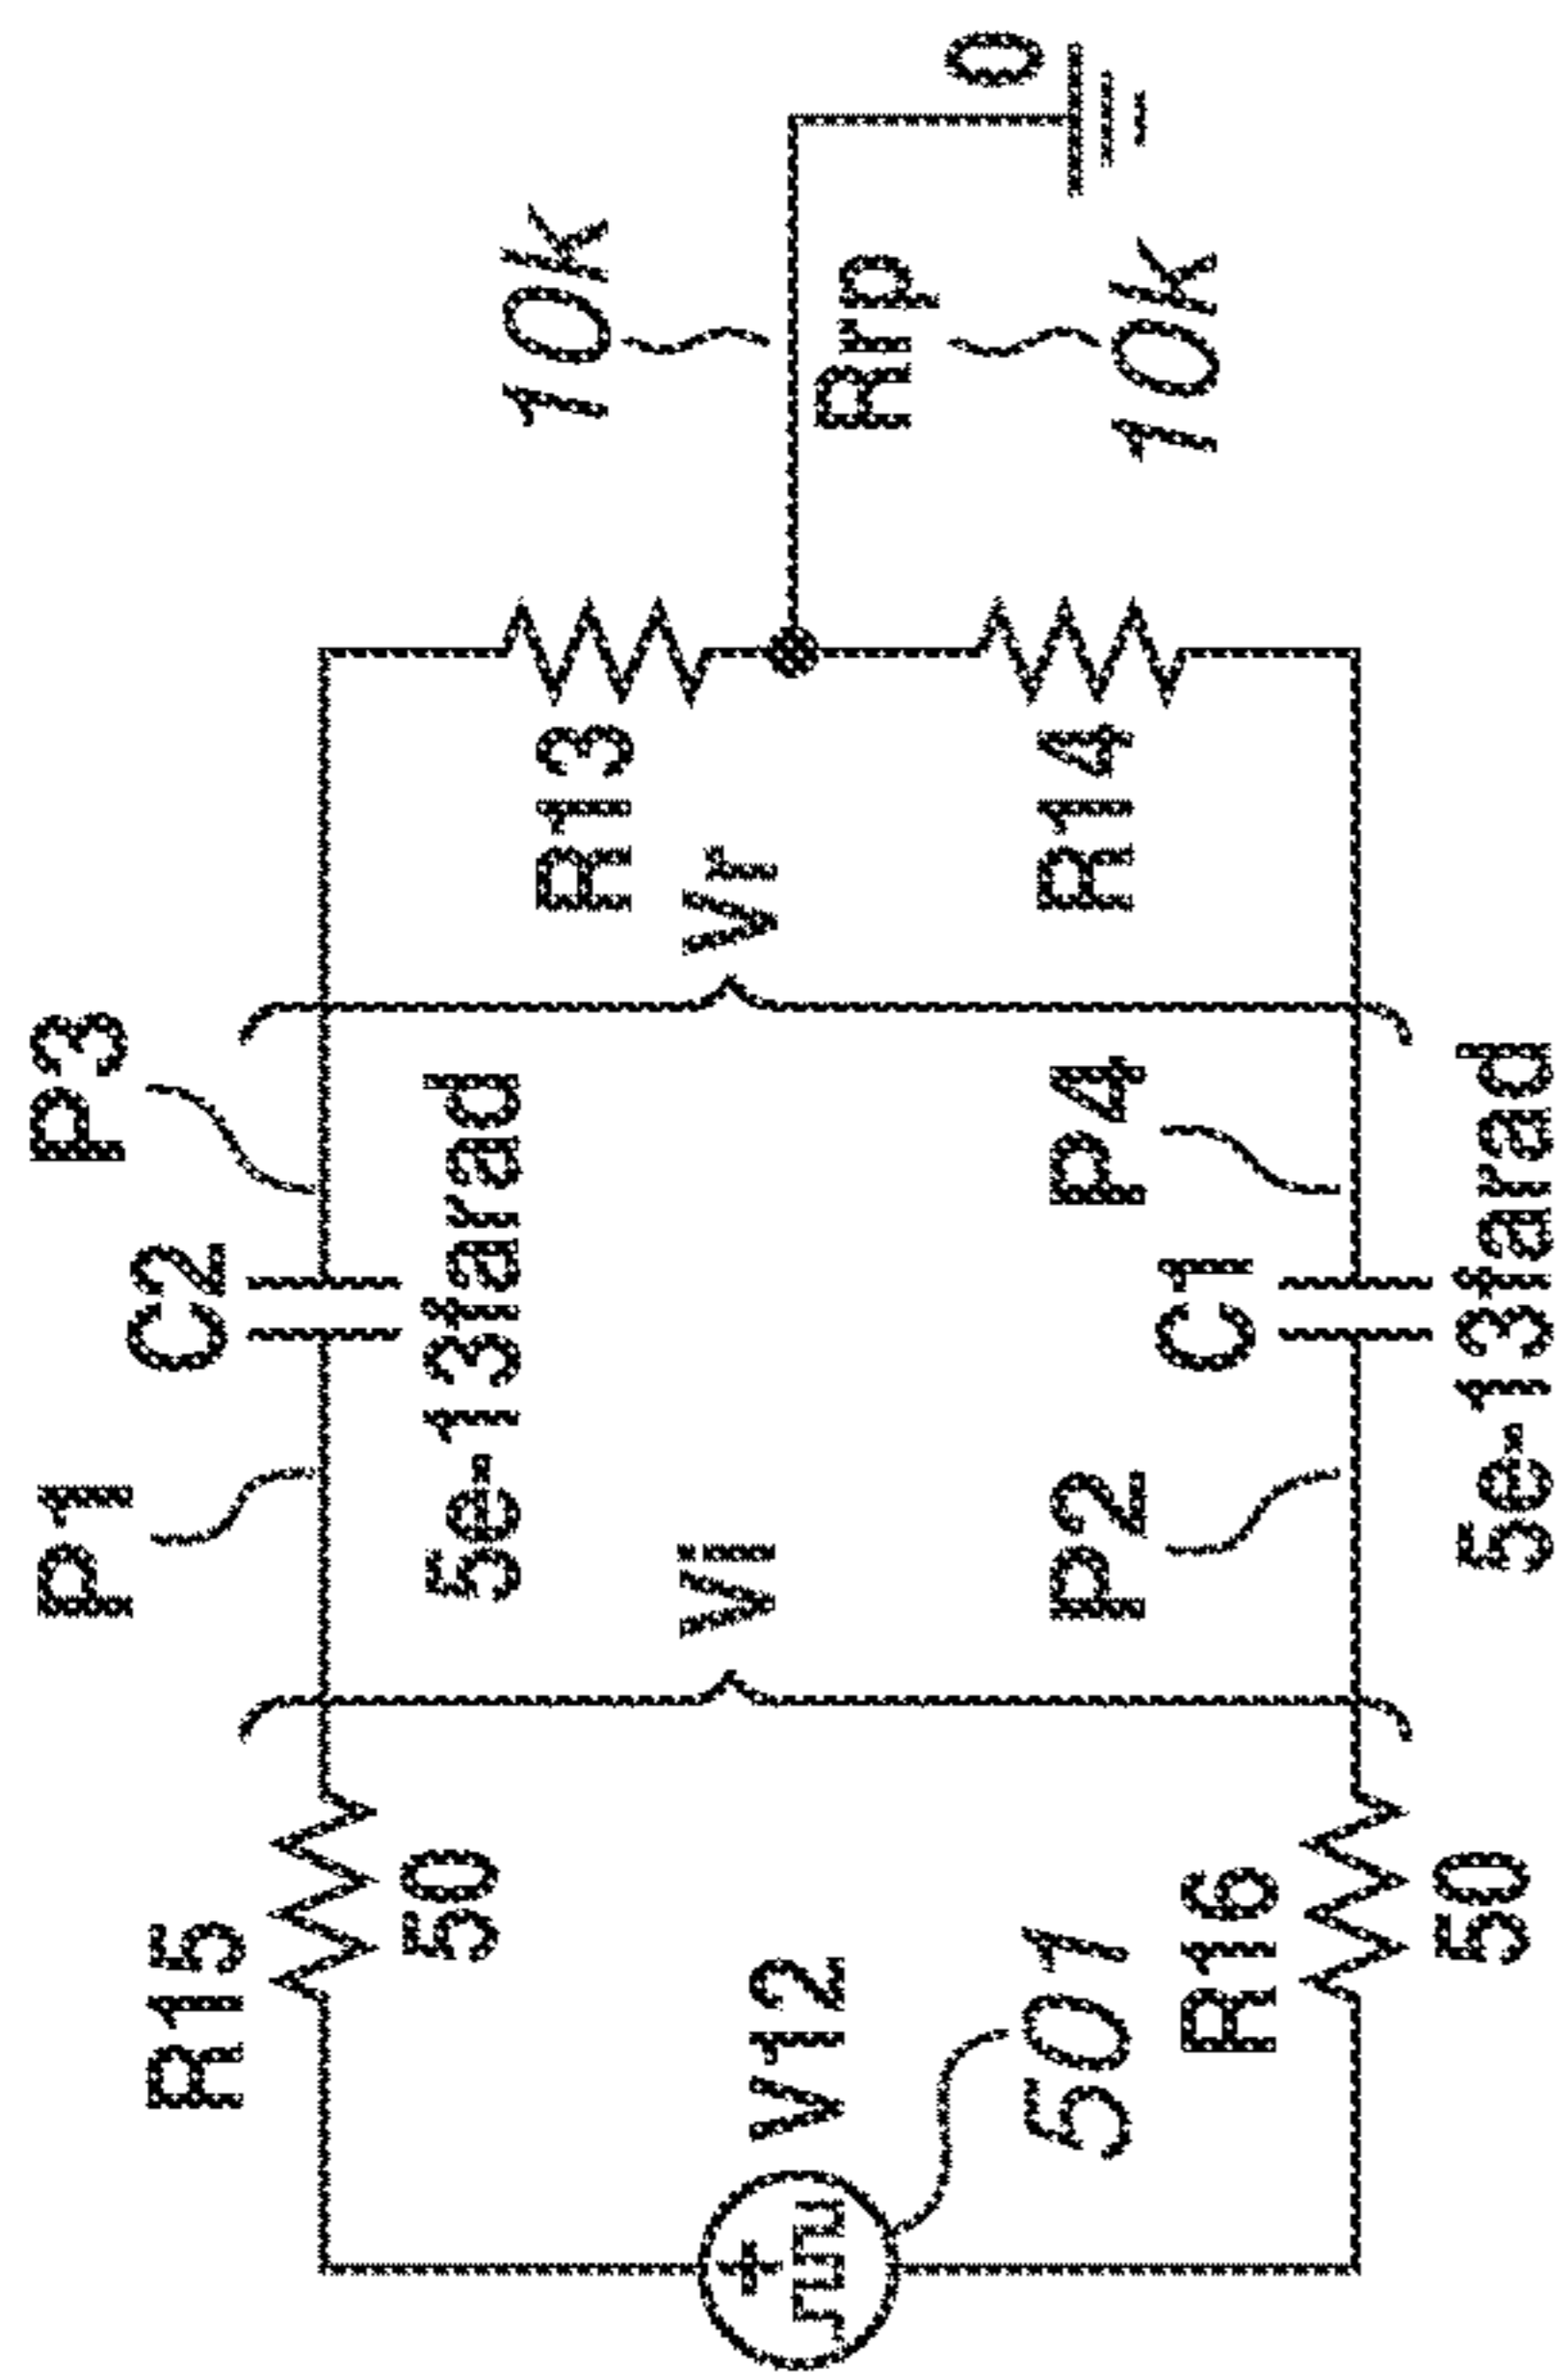 P1
P3
R15
C2
50
5e-13farad
10k
R13
Vi
Vr
V12
Rrp
0
501
P2
P4
R14
10k
R16
C1
50
5e-13farad